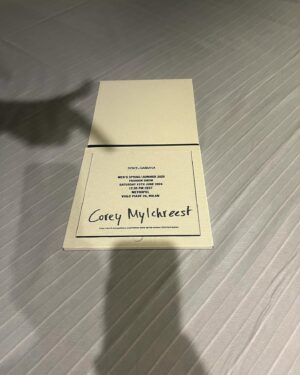 DOLCE & GABBANA
MEN'S SPRING/SUMMER 2025
FASHION SHOW
SATURDAY 15TH JUNE 2024
METROPOL
VIALE PIAVE 24, MILAN
Corey Mylchreest